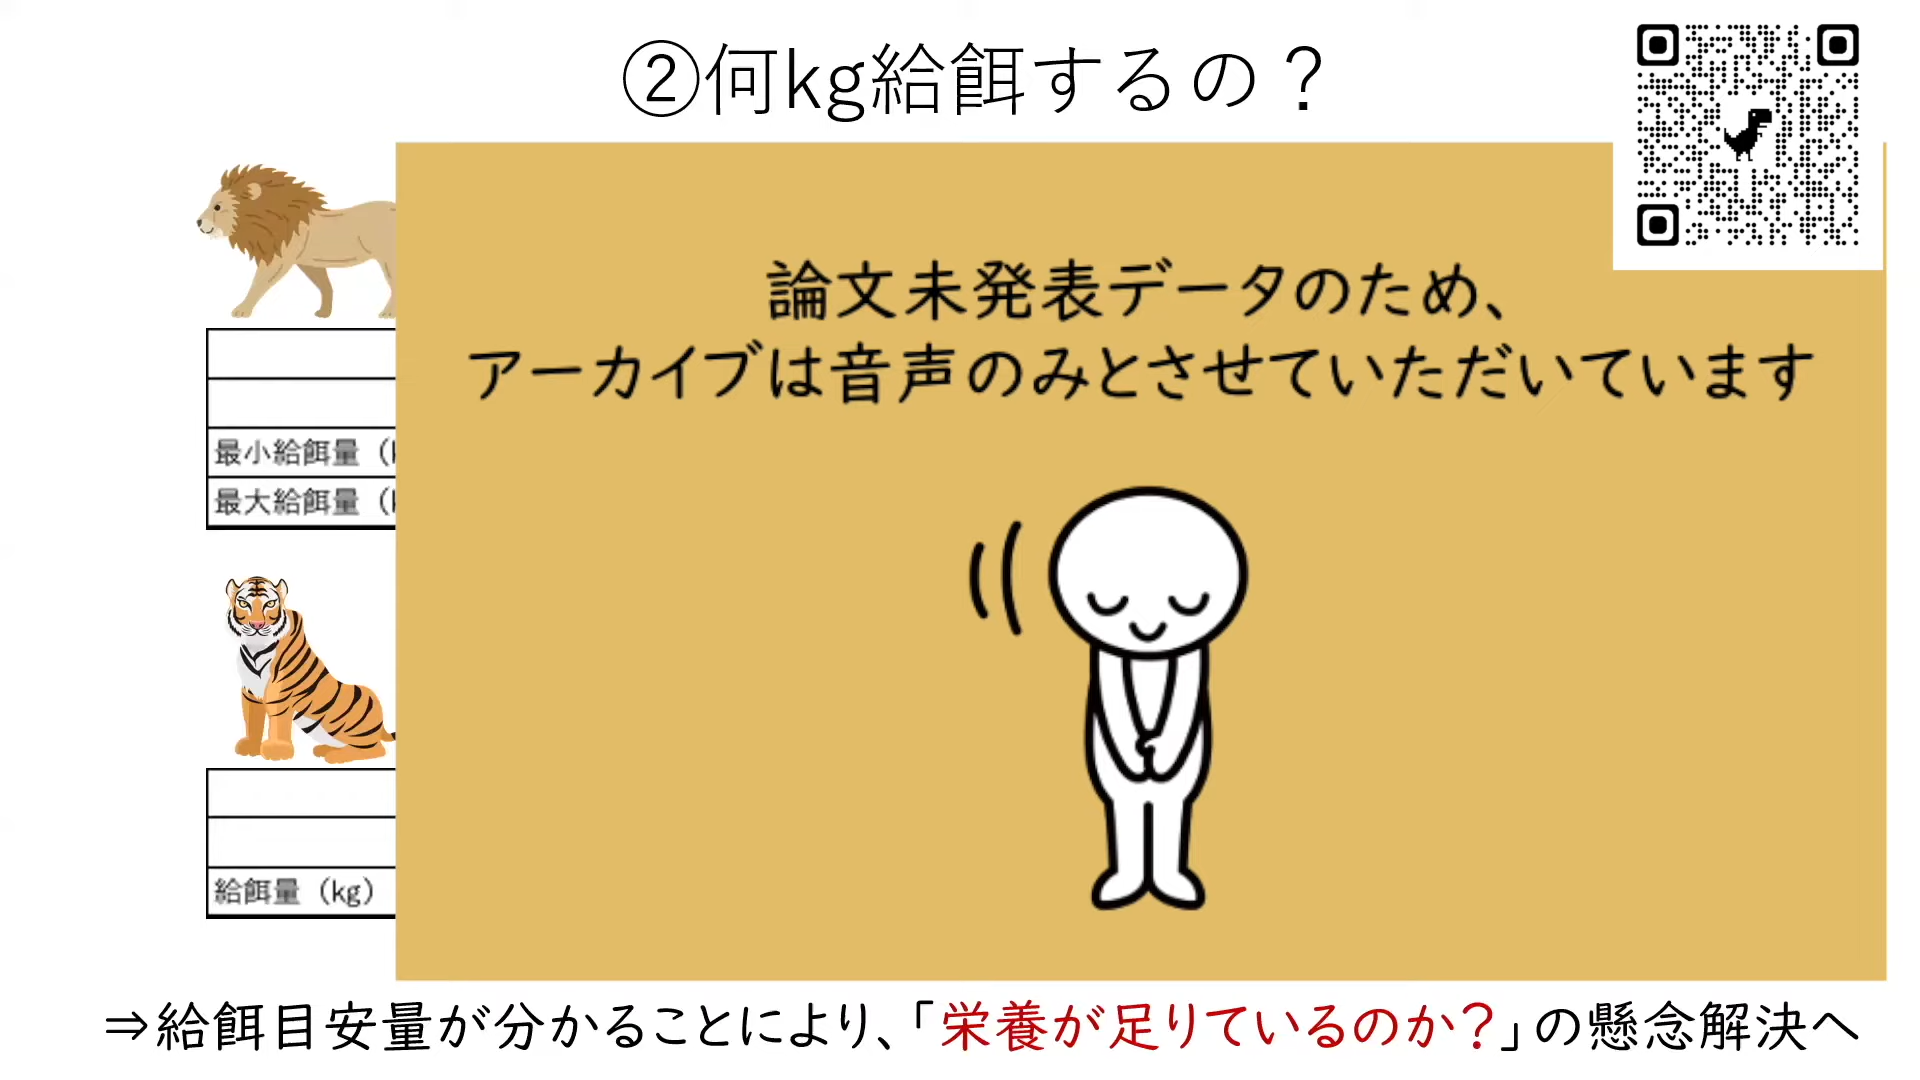 ②何kg給餌するの？
論文未発表データのため、
アーカイブは音声のみとさせていただいています
最小給餌量（
最大給餌量（
給餌量（kg）
⇒給餌目安量が分かることにより、「栄養が足りているのか？」の懸念解決へ